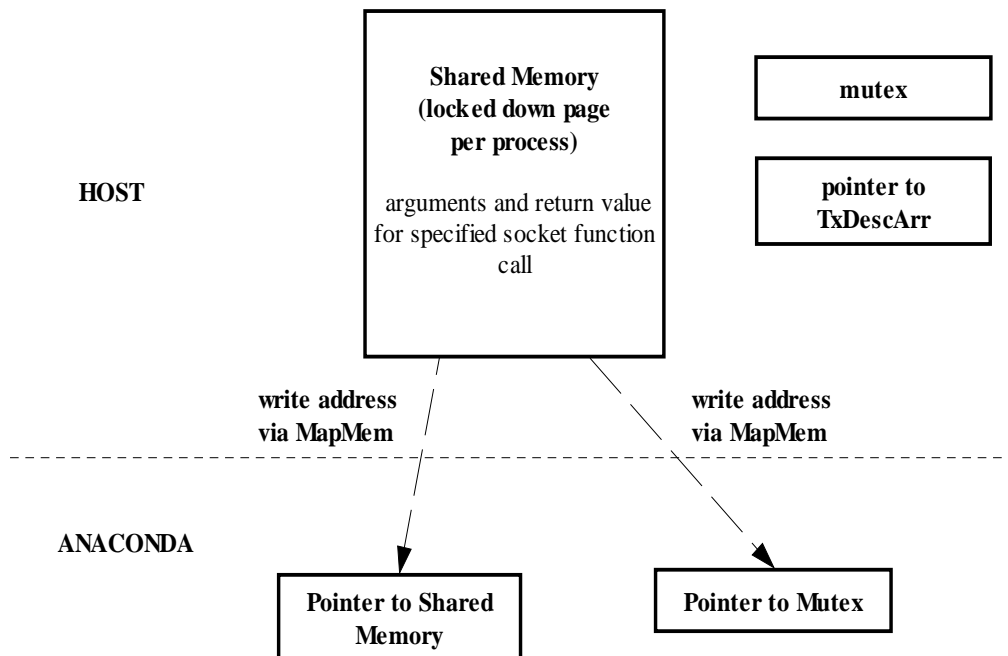 Shared Memory
(locked down page
per process)
arguments and return value
for specified socket function
call
mutex
pointer to
TxDescArr
HOST
write address
via MapMem
write address
via MapMem
ANACONDA
Pointer to Shared
Memory
Pointer to Mutex